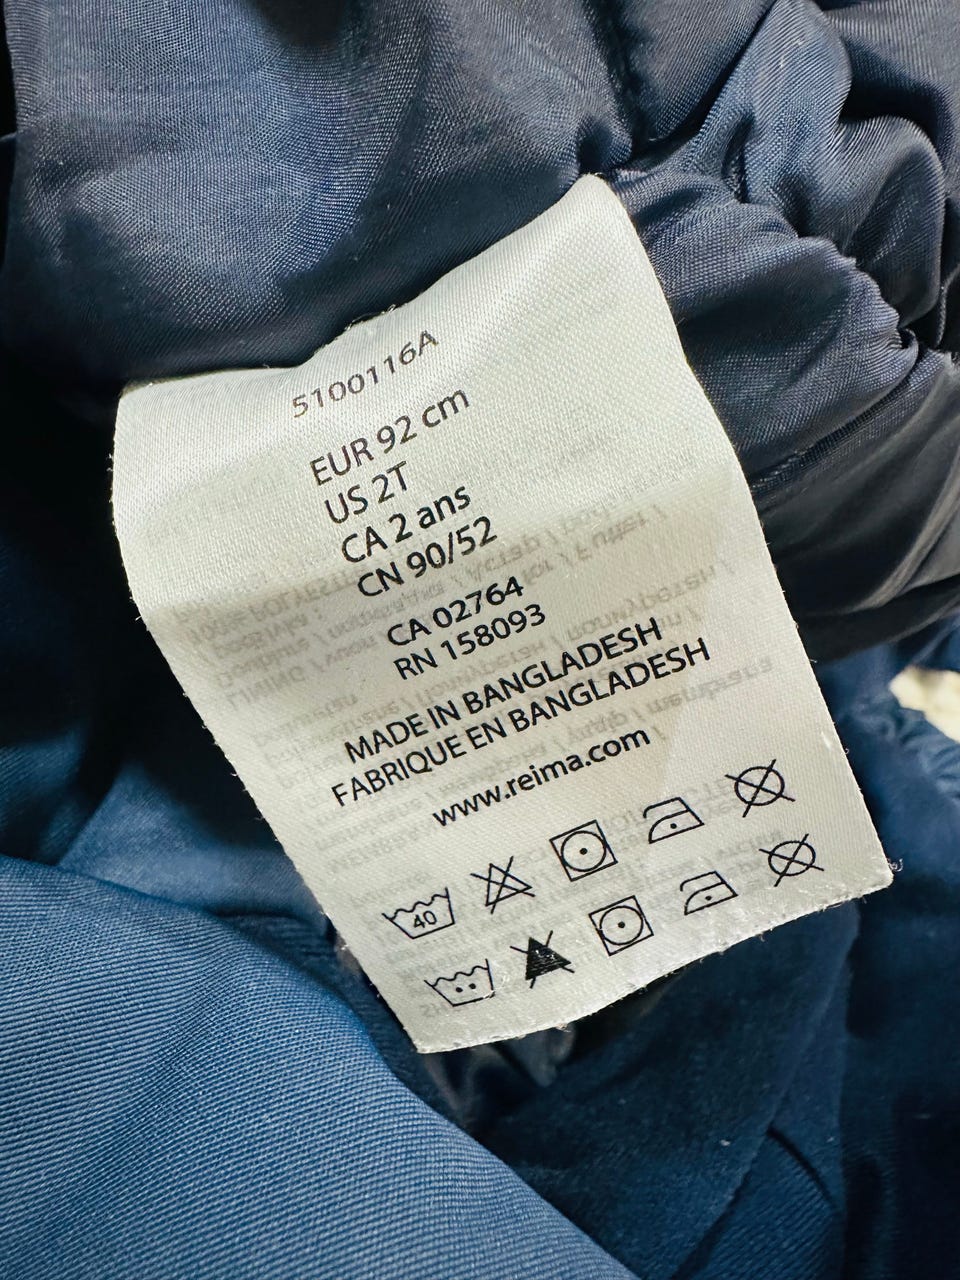 5100116A
EUR 92 cm
US 2T
CA 2 ans
CN 90/52
CA 02764
RN 158093
MADE IN BANGLADESH
FABRIQUE EN BANGLADESH
www.reima.com
40